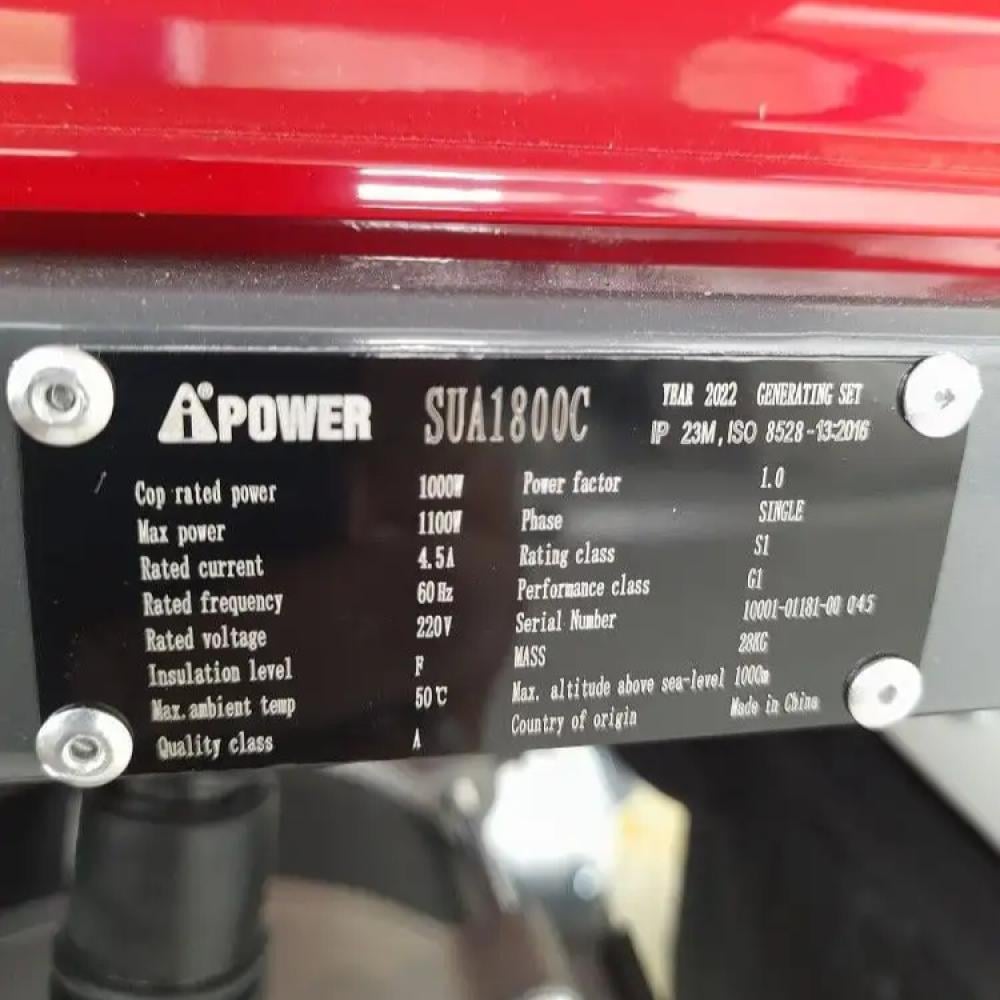 iPOWER® SUA1800C YEAR 2022 GENERATING SET
IP 23M, ISO 8528-13:2016
Cop rated power 1000W Power factor 1.0
Max power 1100W Phase SINGLE
Rated current 4.5A Rating class S1
Rated frequency 60Hz Performance class G1
Rated voltage 220V Serial Number 10001-01181-00 045
Insulation level F MASS 28KG
Max.ambient temp 50℃ Max. altitude above sea-level 1000m
Quality class A Country of origin Made in China